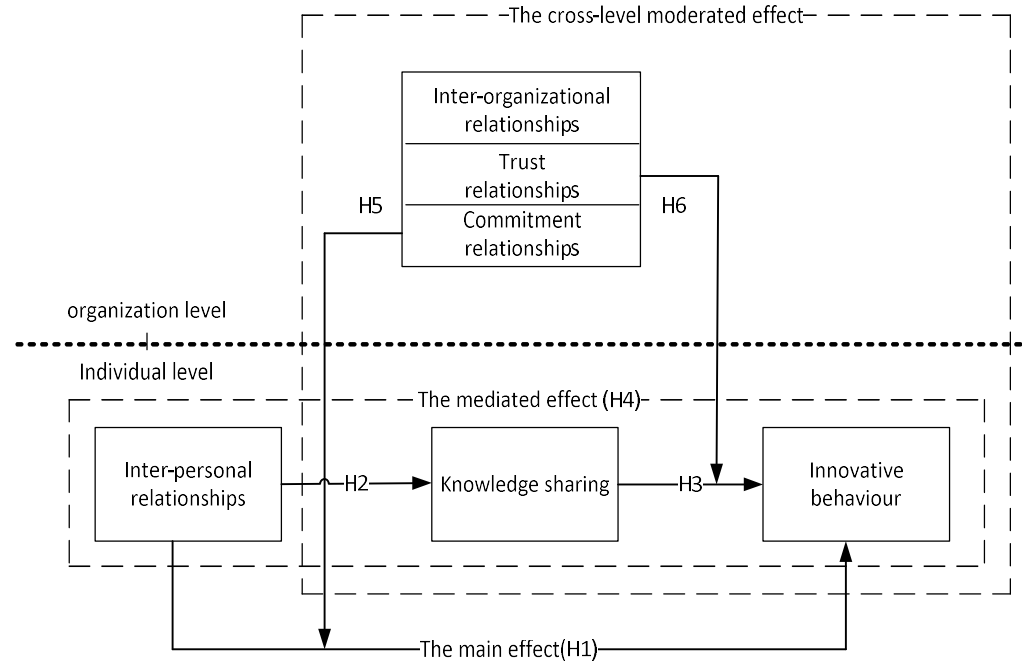 The cross-level moderated effect
Inter-organizational
relationships
Trust
relationships
Commitment
relationships
H5
H6
organization level
Individual level
The mediated effect (H4)
Inter-personal
relationships
H2
Knowledge sharing
H3
Innovative
behaviour
The main effect(H1)